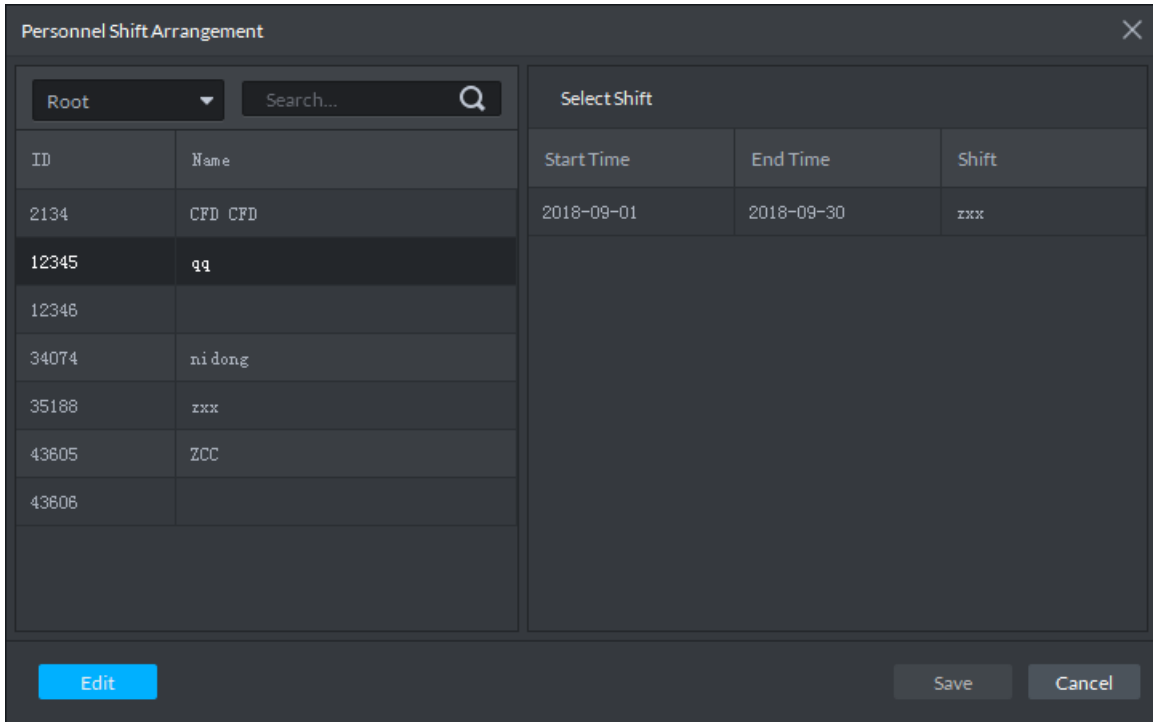 Personnel Shift Arrangement
Root Search...
ID Name
2134 CFD CFD
12345 qq
12346
34074 nidong
35188 zxx
43605 ZCC
43606
Select Shift
Start Time End Time Shift
2018-09-01 2018-09-30 zxx
Edit Save Cancel